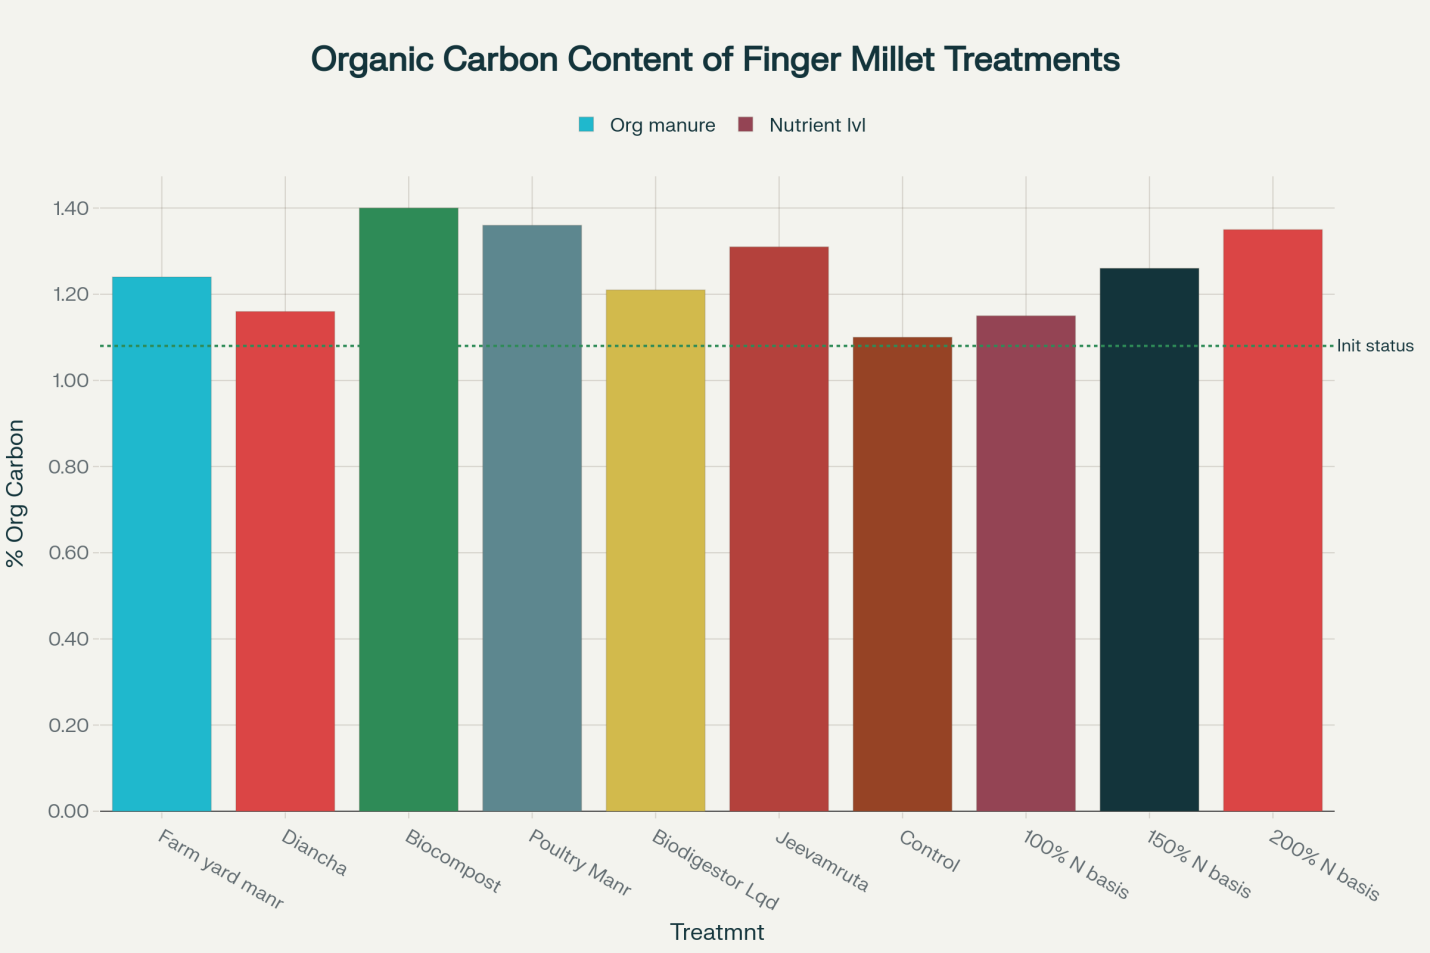 Organic Carbon Content of Finger Millet Treatments
Org manure
Nutrient lvl
1.40
1.20
1.00
0.80
0.60
0.40
0.20
0.00
% Org Carbon
Init status
Farm yard manr
Diancha
Biocompost
Poultry Manr
Biodigestor Lqd
Jeevamruta
Control
100% N basis
150% N basis
200% N basis
Treatmnt